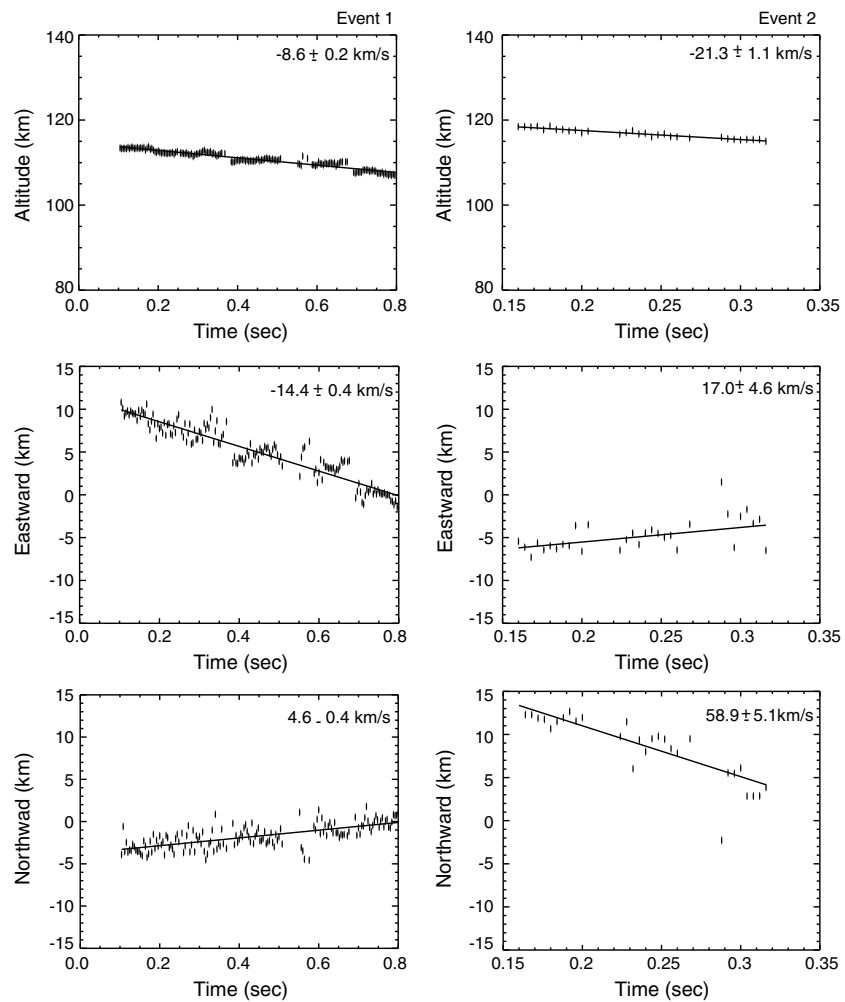 Event 1
Event 2
-8.6 ± 0.2 km/s
-21.3 ± 1.1 km/s
Altitude (km)
140
120
100
80
0.0 0.2 0.4 0.6 0.8
Time (sec)
Altitude (km)
140
120
100
80
0.15 0.2 0.25 0.3 0.35
Time (sec)
-14.4 ± 0.4 km/s
Eastward (km)
15
10
5
0
-5
-10
-15
0.0 0.2 0.4 0.6 0.8
Time (sec)
17.0 ± 4.6 km/s
Eastward (km)
15
10
5
0
-5
-10
-15
0.15 0.2 0.25 0.3 0.35
Time (sec)
4.6 - 0.4 km/s
Northwad (km)
15
10
5
0
-5
-10
-15
0.0 0.2 0.4 0.6 0.8
Time (sec)
58.9 ± 5.1km/s
Northward (km)
15
10
5
0
-5
-10
-15
0.15 0.2 0.25 0.3 0.35
Time (sec)